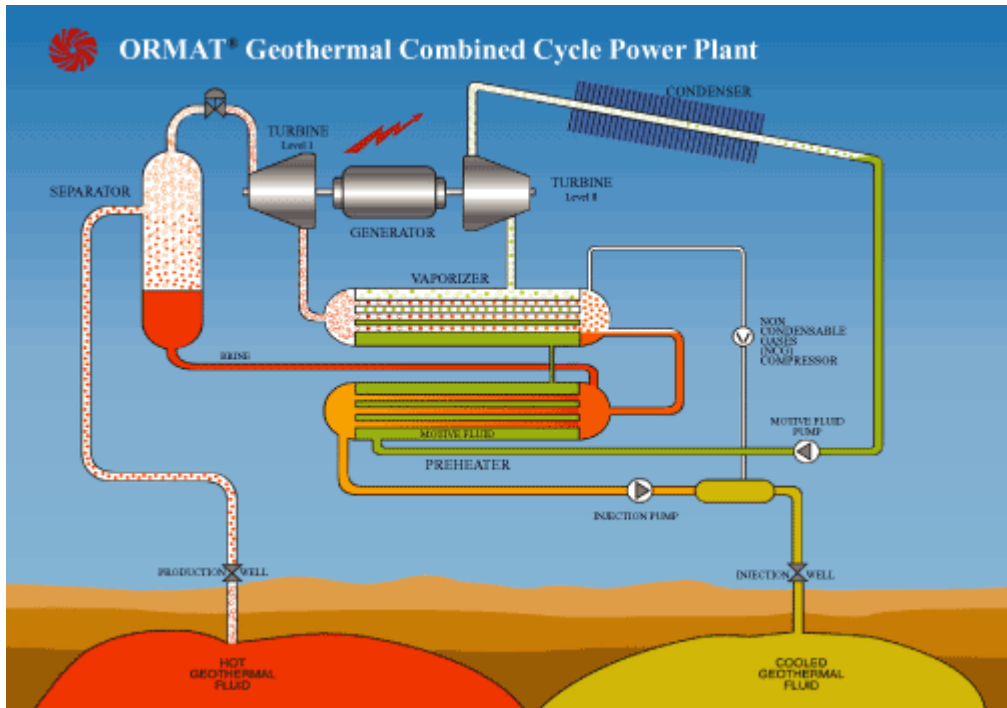 ORMAT® Geothermal Combined Cycle Power Plant
CONDENSER
TURBINE
Level I
SEPARATOR
TURBINE
Level II
GENERATOR
VAPORIZER
NON
CONDENSABLE
GASES
(NCG)
COMPRESSOR
BRINE
MOTIVE FLUID
PUMP
MOTIVE FLUID
PREHEATER
INJECTION PUMP
PRODUCTION WELL
INJECTION WELL
HOT
GEOTHERMAL
FLUID
COOLED
GEOTHERMAL
FLUID